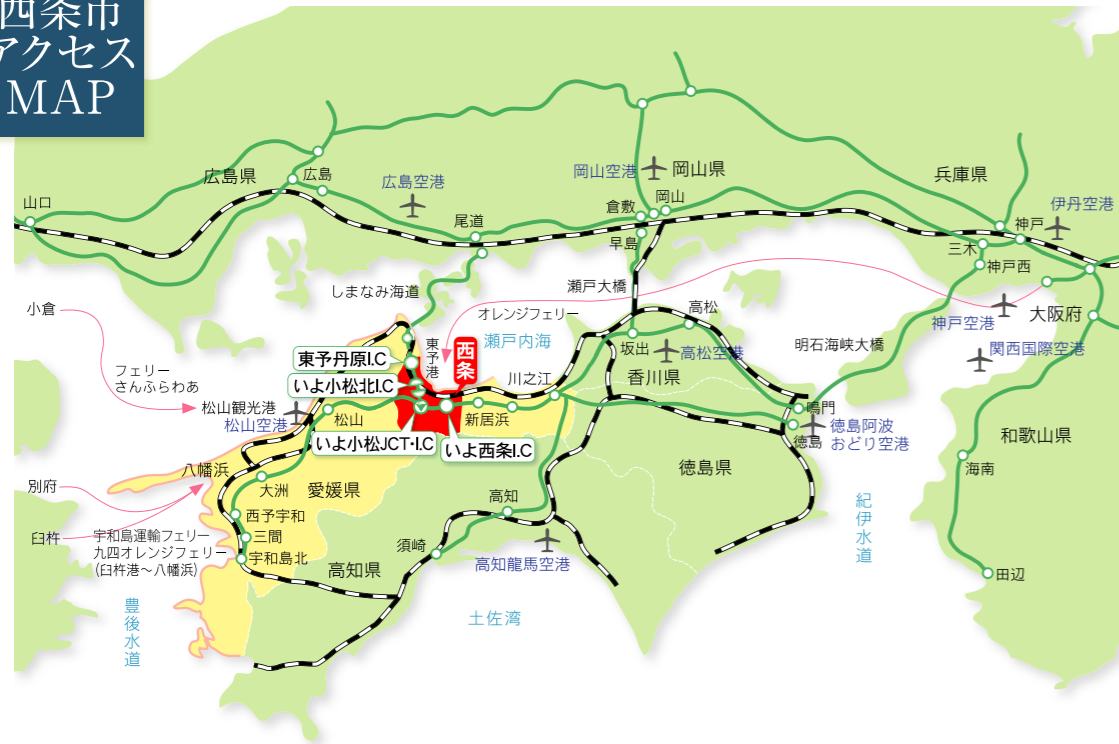 西条市
アクセス
MAP
広島県
広島
広島空港
山口
尾道
岡山空港
岡山県
岡山
倉敷
早島
兵庫県
伊丹空港
神戸
三木
神戸西
大阪府
神戸空港
関西国際空港
明石海峡大橋
瀬戸大橋
しまなみ海道
オレンジフェリー
瀬戸内海
小倉
フェリー
さんふらわあ
松山観光港
松山空港
東予丹原I.C
いよ小松北I.C
いよ小松JCT・I.C
いよ西条I.C
東予港
西条
松山
新居浜
川之江
坂出
高松
高松空港
香川県
鳴門
徳島
徳島阿波
おどり空港
徳島県
和歌山県
海南
田辺
紀伊水道
八幡浜
別府
臼杵
大洲
愛媛県
西予宇和
三間
宇和島北
宇和島運輸フェリー
九四オレンジフェリー
(臼杵港～八幡浜)
高知
須崎
高知県
高知龍馬空港
土佐湾
豊後水道